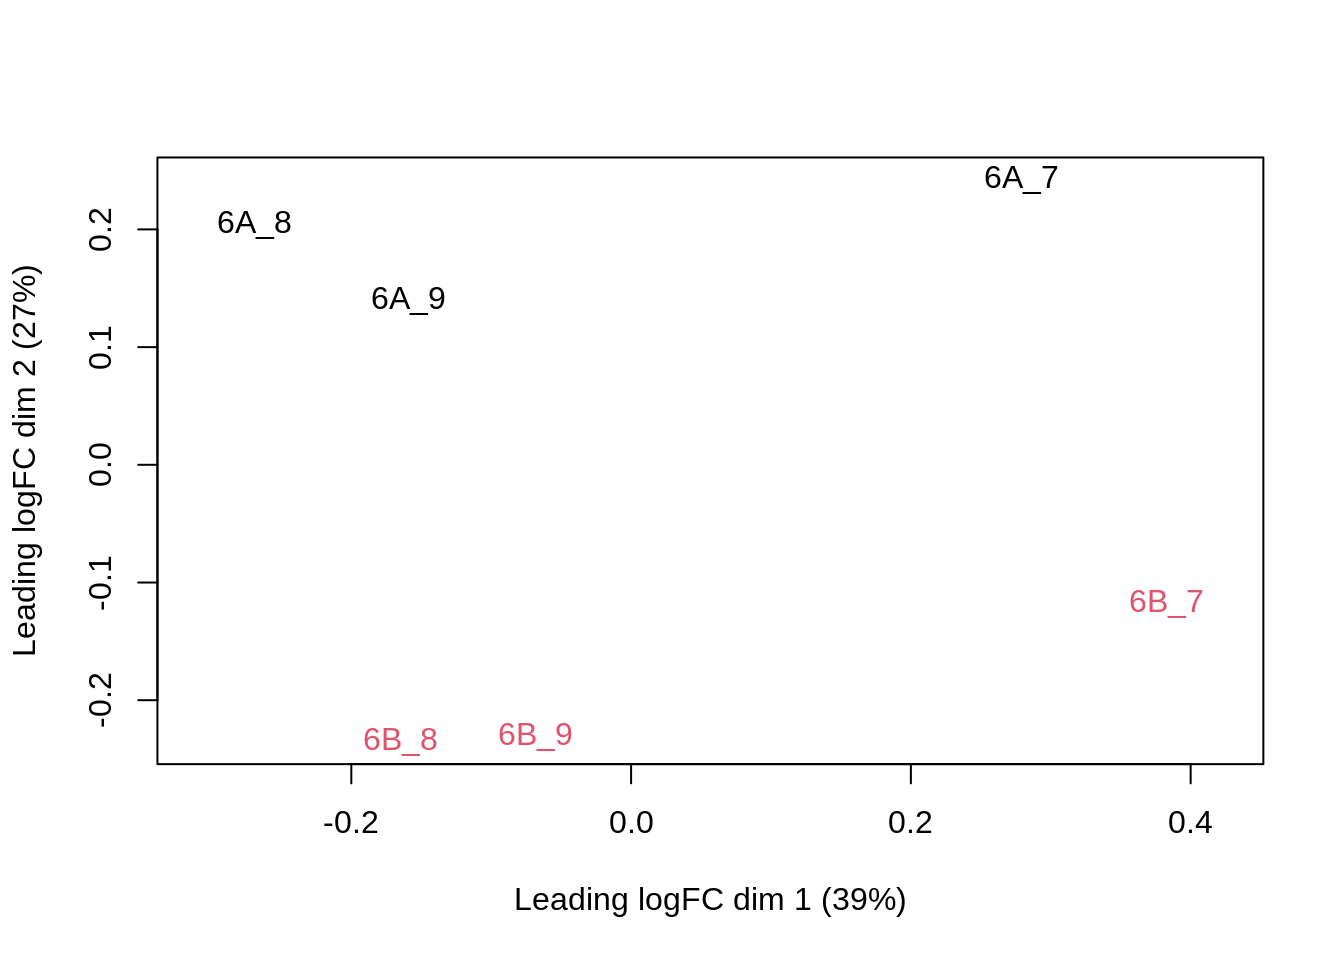 6A_7
6A_8
6A_9
6B_7
6B_8
6B_9
0.2
0.1
0.0
-0.1
-0.2
Leading logFC dim 2 (27%)
-0.2 0.0 0.2 0.4
Leading logFC dim 1 (39%)